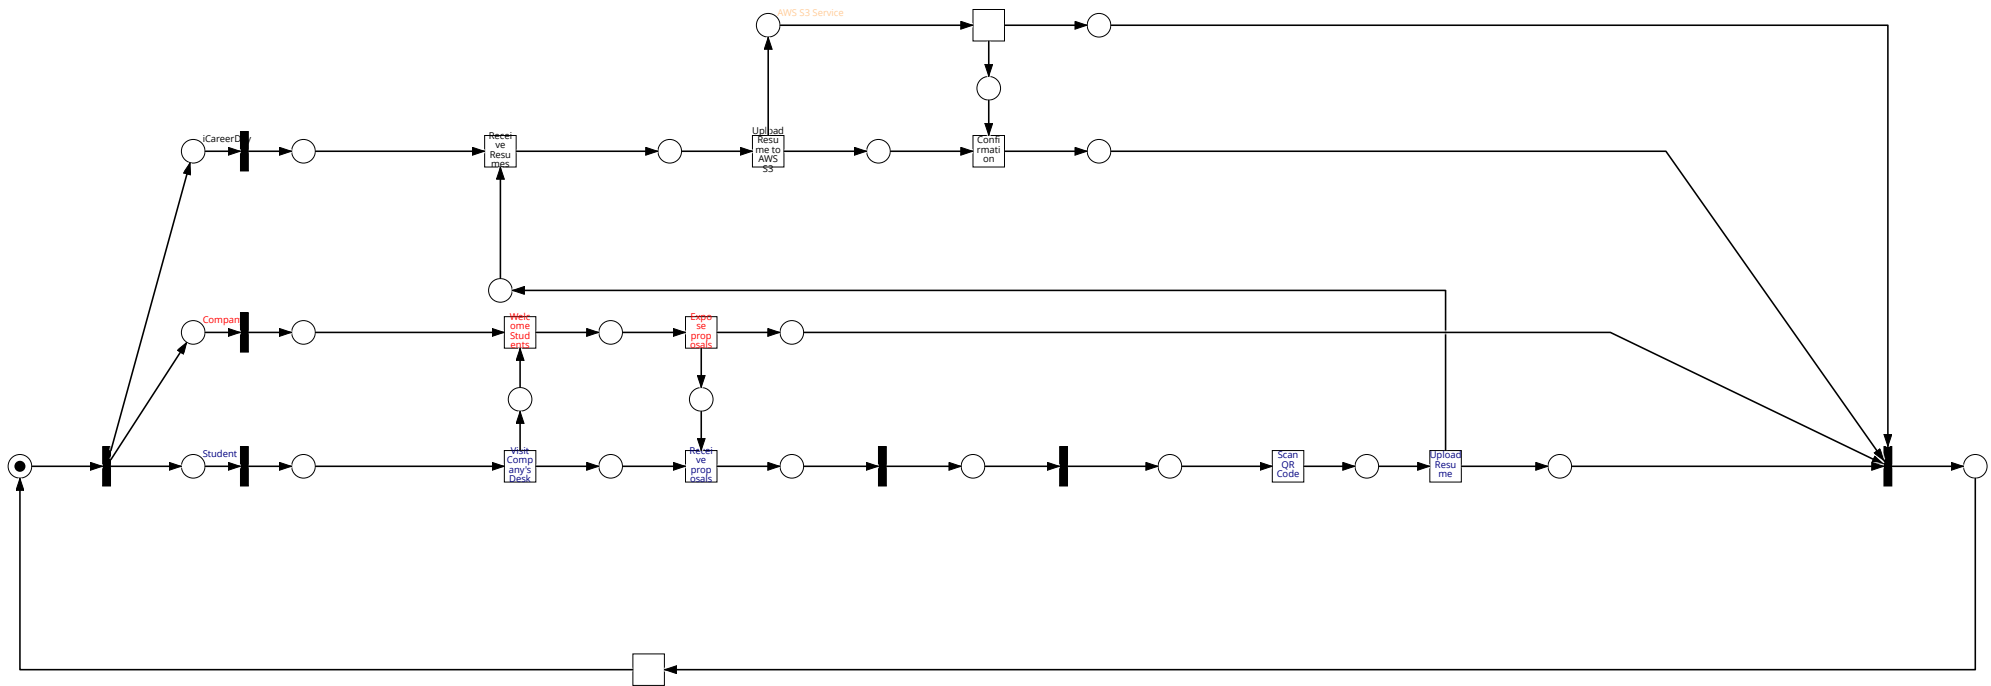 AWS S3 Service
iCareerDay
Recei
ve
Resu
mes
Upload
Resu
me to
AWS
S3
Confi
rmati
on
Company
Welc
ome
Stud
ents
Expo
se
prop
osals
Student
Visit
Comp
any's
Desk
Recei
ve
prop
osals
Scan
QR
Code
Upload
Resu
me